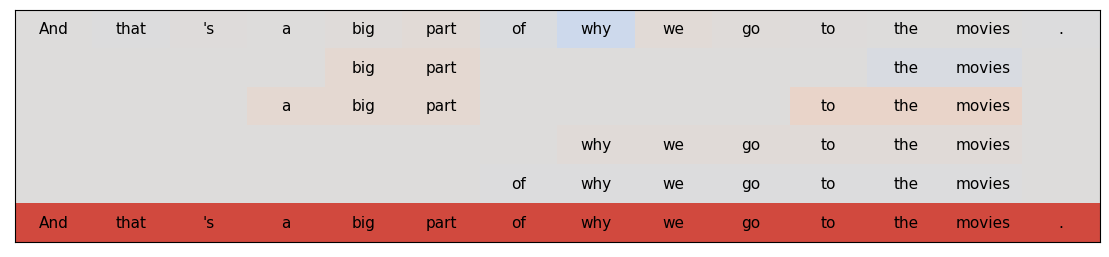 And that 's a big part of why we go to the movies .
big part the movies
a big part to the movies
why we go to the movies
of why we go to the movies
And that 's a big part of why we go to the movies .